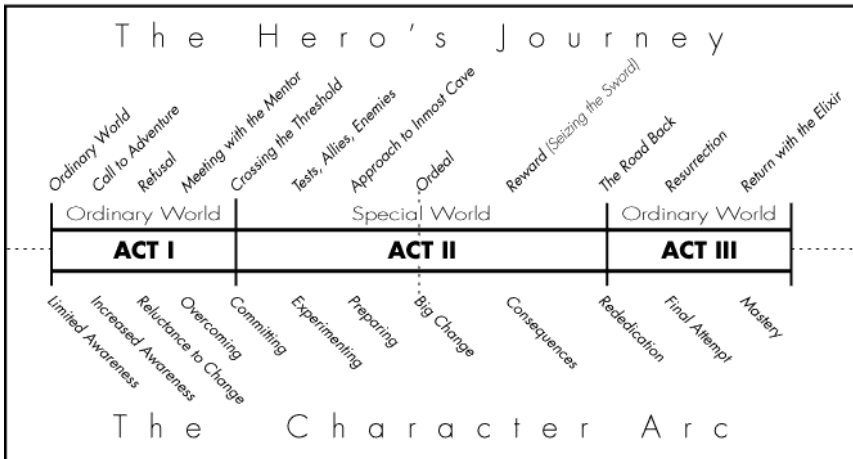 The Hero's Journey
Ordinary World
Call to Adventure
Refusal
Meeting with the Mentor
Crossing the Threshold
Tests, Allies, Enemies
Approach to Inmost Cave
Ordeal
Reward (Seizing the Sword)
The Road Back
Resurrection
Return with the Elixir
Ordinary World
Special World
Ordinary World
ACT I
ACT II
ACT III
Limited Awareness
Increased Awareness
Reluctance to Change
Overcoming
Committing
Experimenting
Preparing
Big Change
Consequences
Rededication
Final Attempt
Mastery
The Character Arc